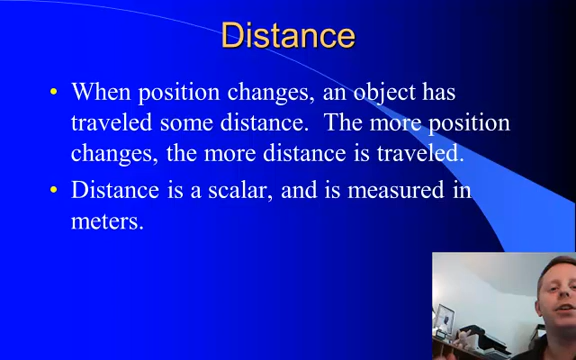 Distance
When position changes, an object has
traveled some distance. The more position
changes, the more distance is traveled.
Distance is a scalar, and is measured in
meters.